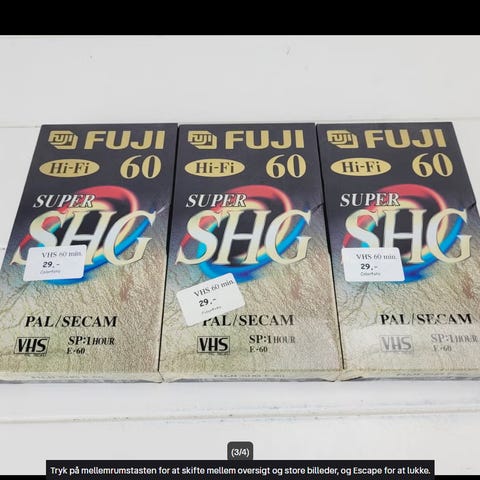 FUJI
Hi-Fi 60
SUPER
SHG
VHS 60 min.
29,-
PAL/SECAM
VHS SP:1HOUR
E-60
FUJI
Hi-Fi 60
SUPER
SHG
VHS 60 min.
29,-
PAL/SECAM
VHS SP:1HOUR
E-60
FUJI
Hi-Fi 60
SUPER
SHG
VHS 60 min.
29,-
PAL/SECAM
VHS SP:1HOUR
E-60
(3/4)
Tryk på mellemrumstasten for at skifte mellem oversigt og store billeder, og Escape for at lukke.